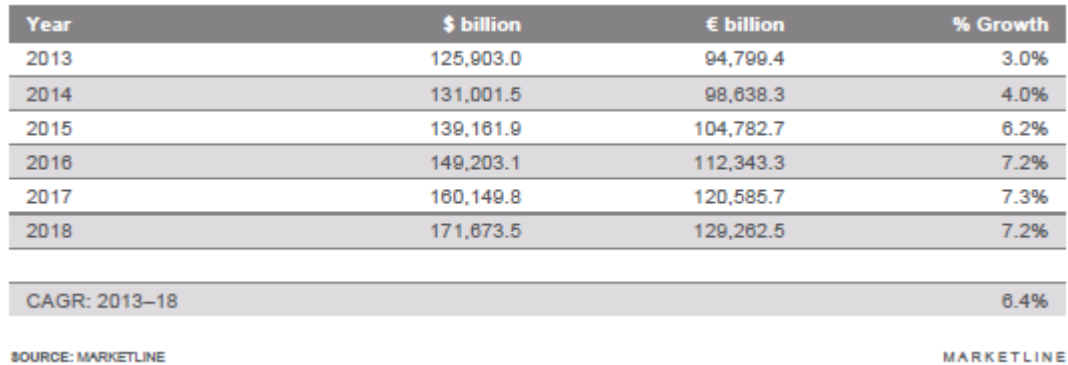 Year $ billion € billion % Growth
2013 125,903.0 94,799.4 3.0%
2014 131,001.5 98,638.3 4.0%
2015 139,161.9 104,782.7 6.2%
2016 149,203.1 112,343.3 7.2%
2017 160,149.8 120,585.7 7.3%
2018 171,673.5 129,262.5 7.2%
CAGR: 2013–18 6.4%
SOURCE: MARKETLINE MARKETLINE